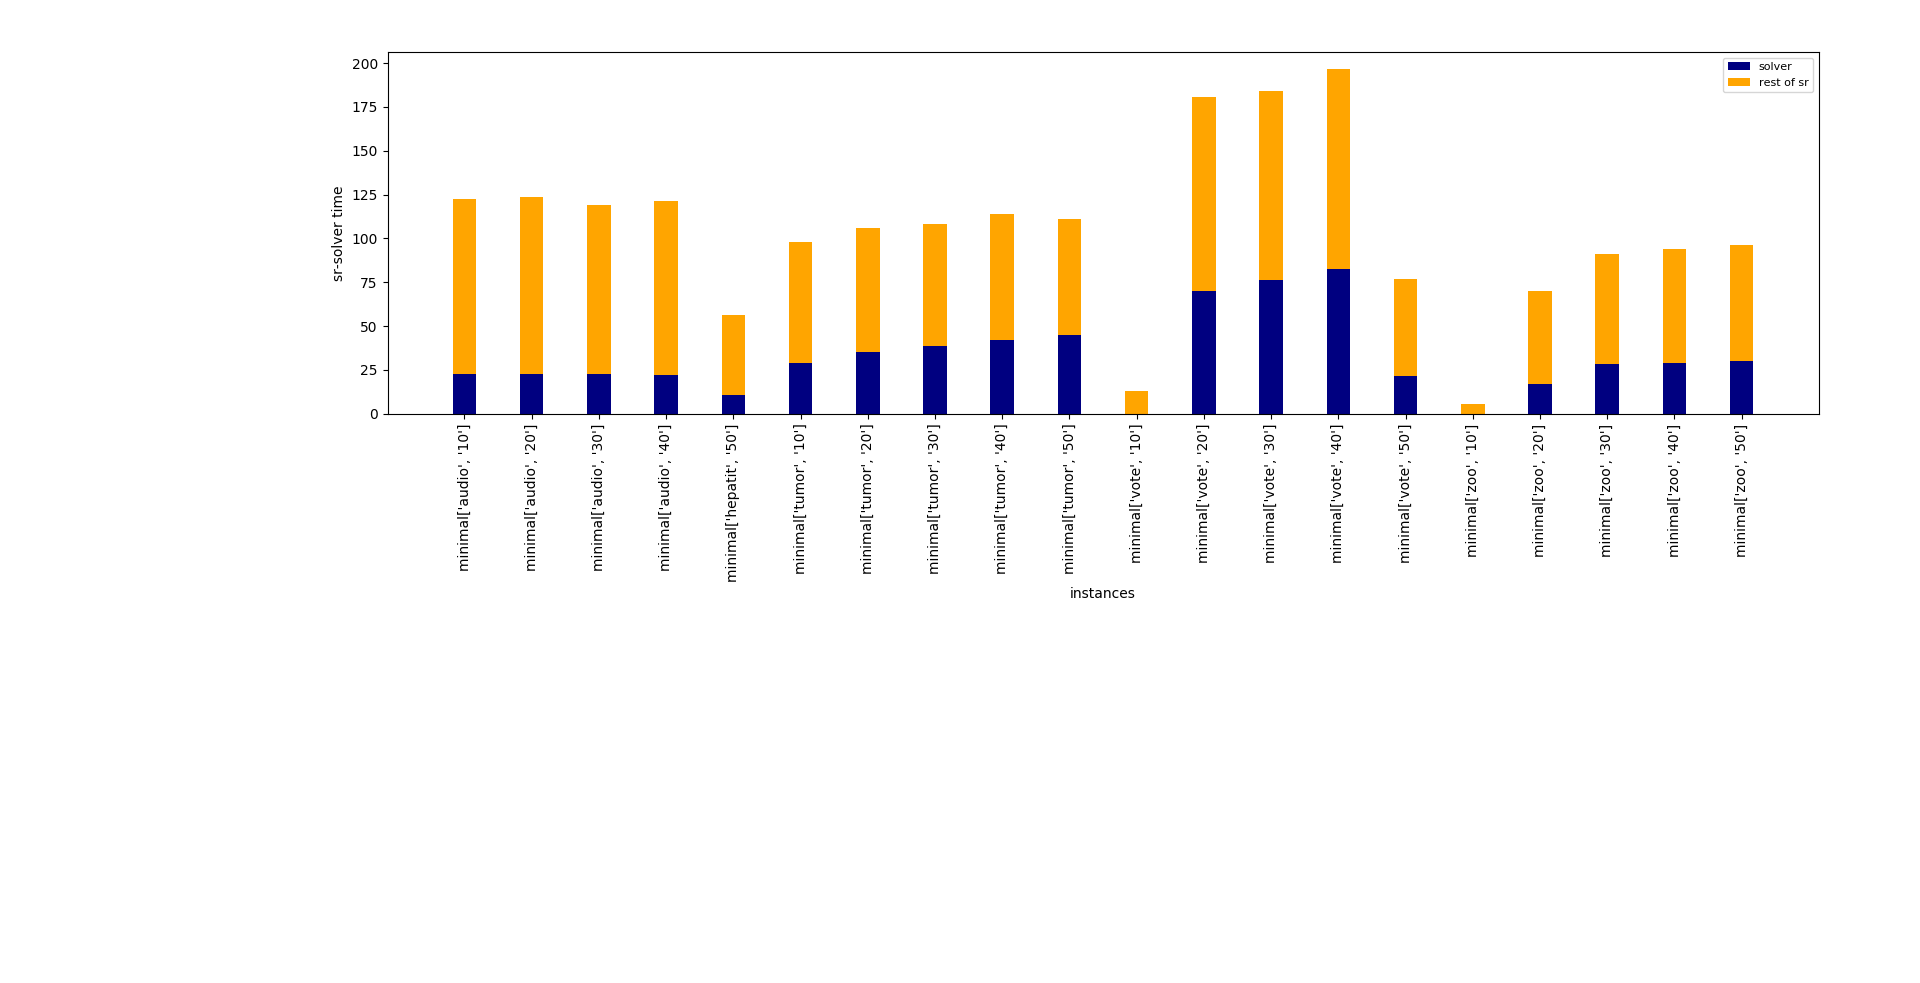 200
175
150
125
100
75
50
25
0
sr-solver time
solver
rest of sr
minimal['audio', '10']
minimal['audio', '20']
minimal['audio', '30']
minimal['audio', '40']
minimal['hepatit', '50']
minimal['tumor', '10']
minimal['tumor', '20']
minimal['tumor', '30']
minimal['tumor', '40']
minimal['tumor', '50']
minimal['vote', '10']
minimal['vote', '20']
minimal['vote', '30']
minimal['vote', '40']
minimal['vote', '50']
minimal['zoo', '10']
minimal['zoo', '20']
minimal['zoo', '30']
minimal['zoo', '40']
minimal['zoo', '50']
instances